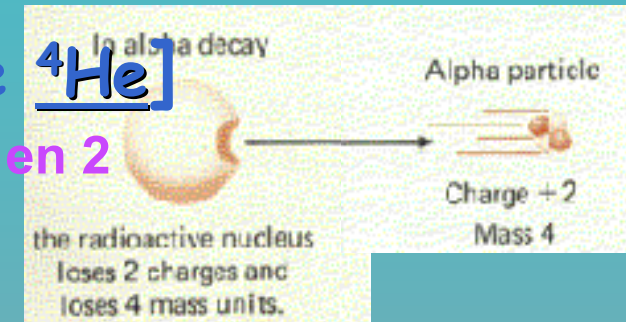 In alpha decay
⁴He]
en 2
Alpha particle
Charge +2
Mass 4
the radioactive nucleus
loses 2 charges and
loses 4 mass units.